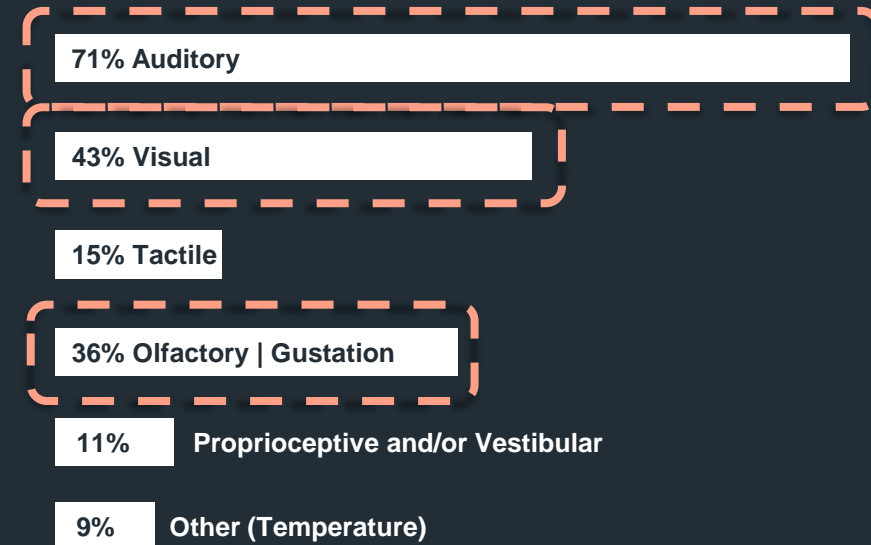 71% Auditory
43% Visual
15% Tactile
36% Olfactory | Gustation
11% Proprioceptive and/or Vestibular
9% Other (Temperature)